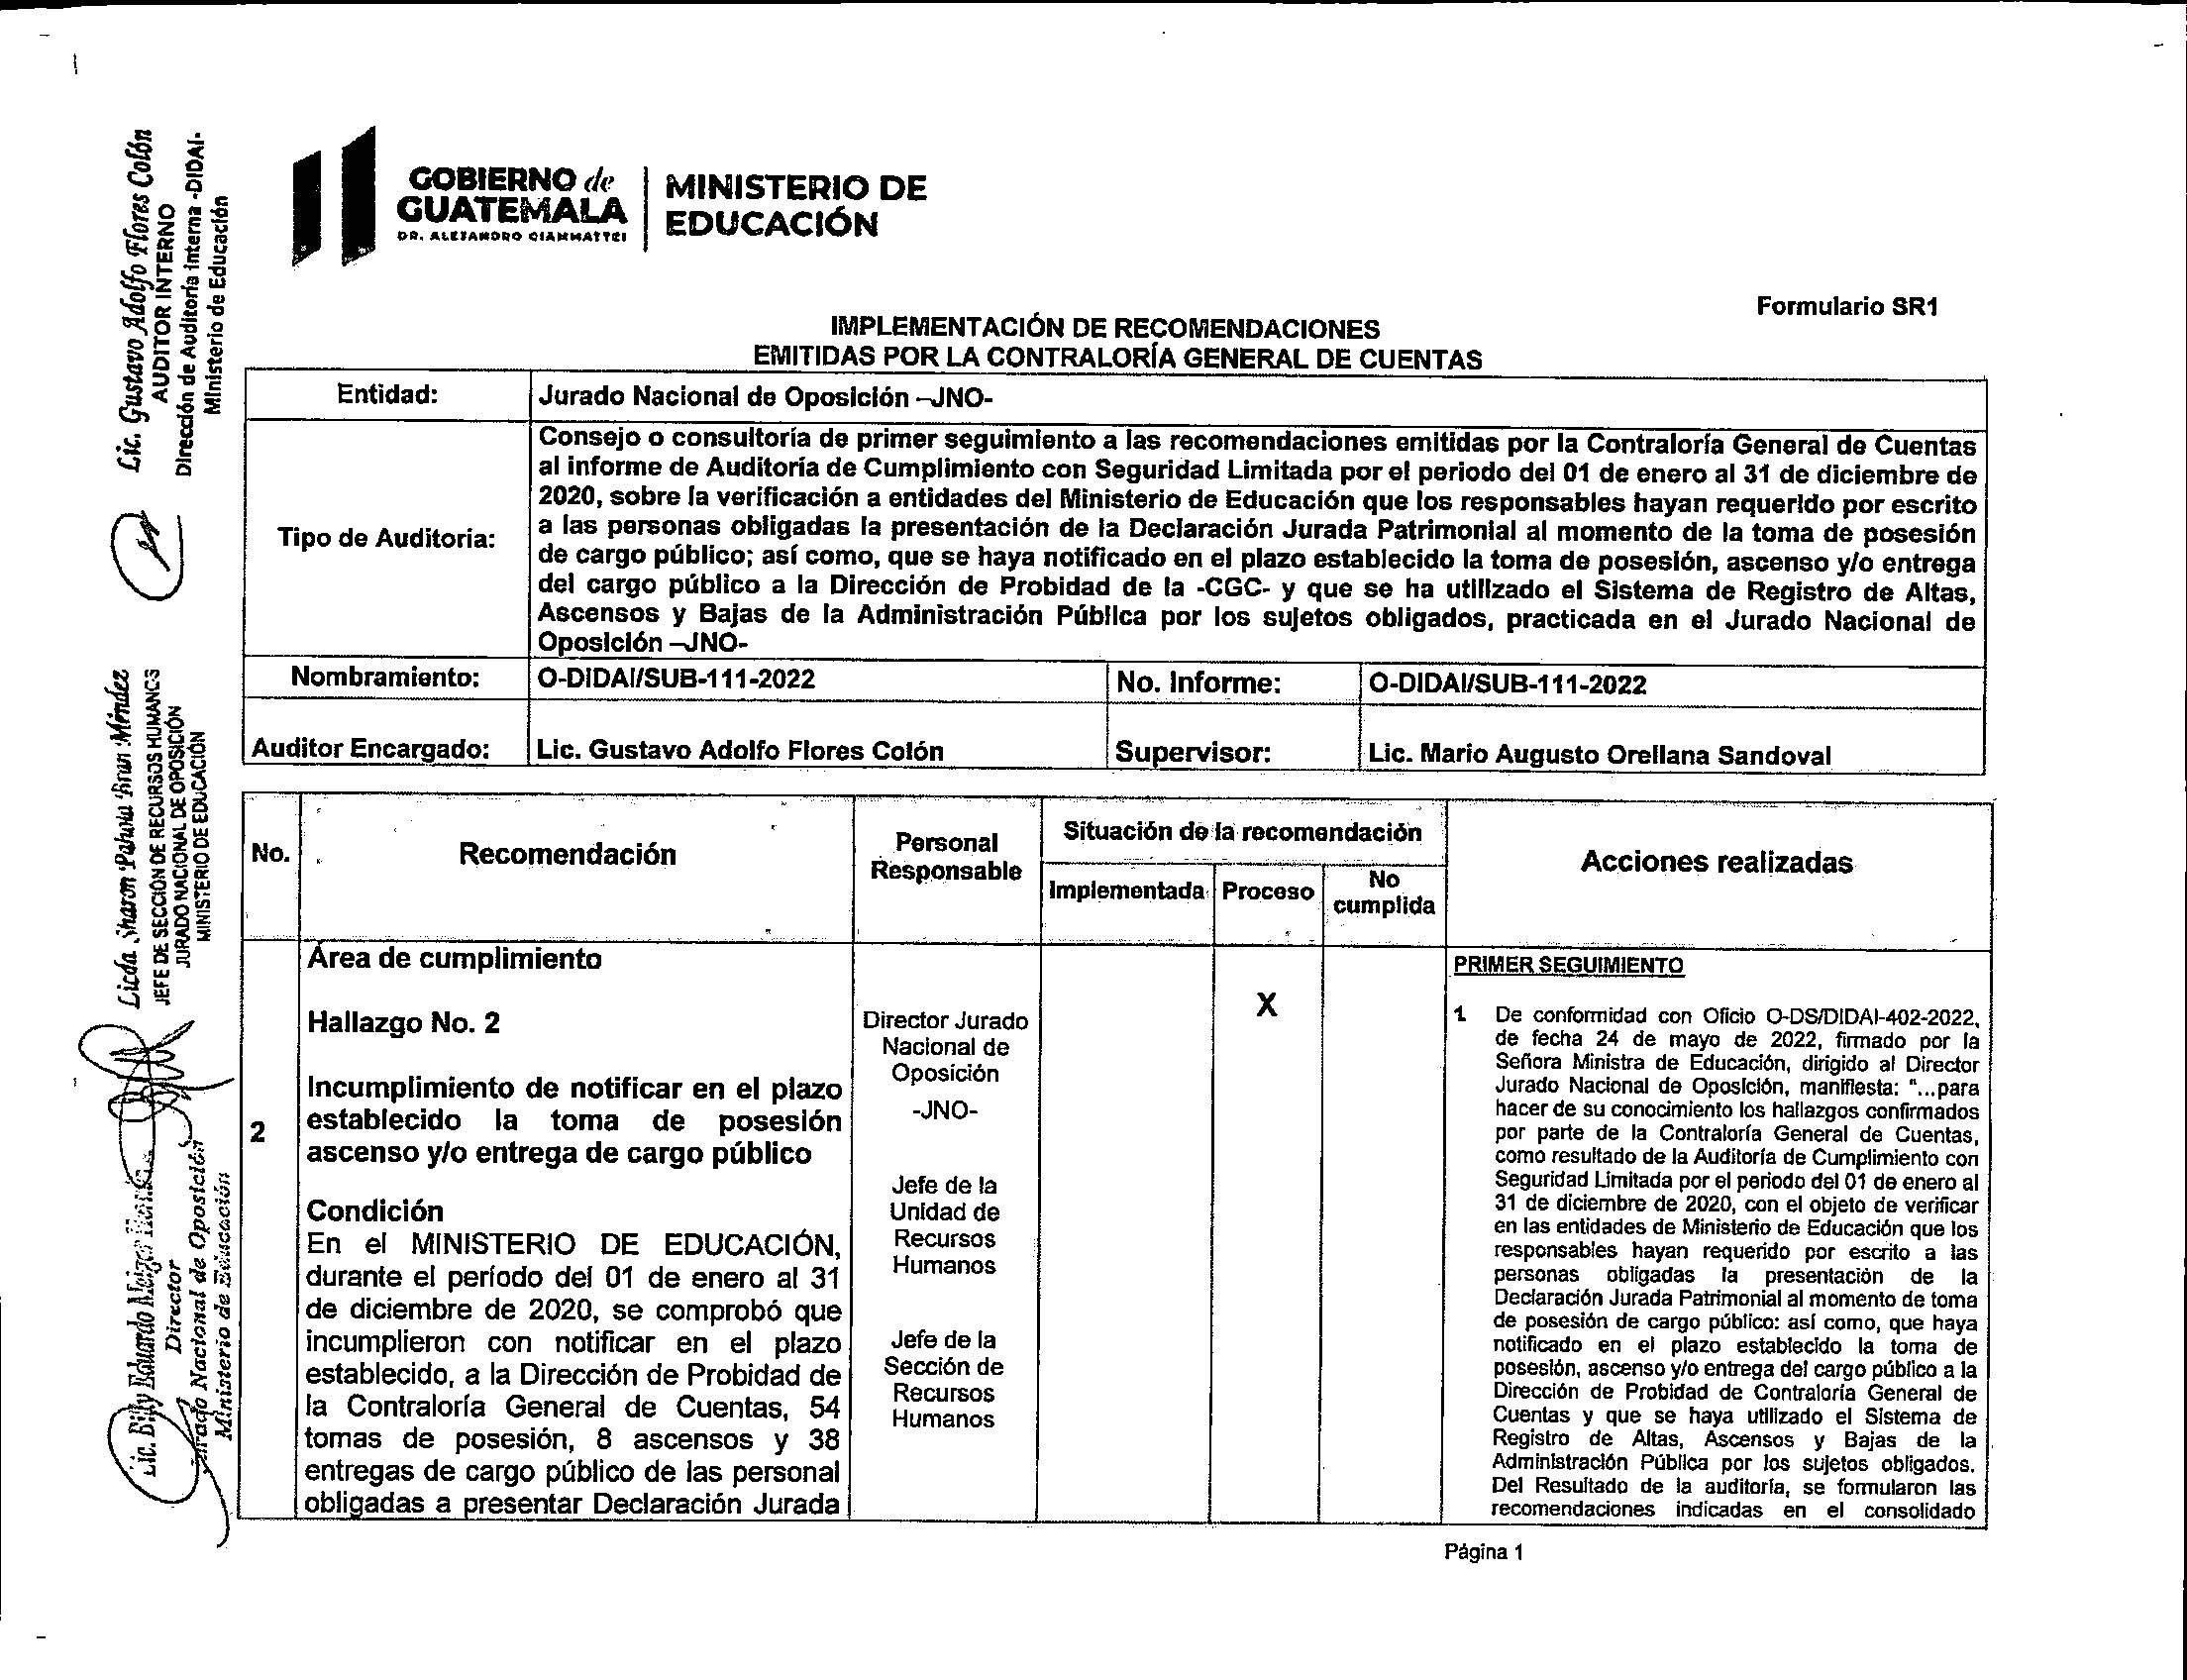 GOBIERNO de
GUATEMALA
DR. ALEJANDRO GIAMMATTEI
MINISTERIO DE
EDUCACIÓN
Formulario SR1
IMPLEMENTACIÓN DE RECOMENDACIONES
EMITIDAS POR LA CONTRALORÍA GENERAL DE CUENTAS
Entidad:
Jurado Nacional de Oposición –JNO-
Tipo de Auditoria:
Consejo o consultoría de primer seguimiento a las recomendaciones emitidas por la Contraloría General de Cuentas
al informe de Auditoría de Cumplimiento con Seguridad Limitada por el periodo del 01 de enero al 31 de diciembre de
2020, sobre la verificación a entidades del Ministerio de Educación que los responsables hayan requerido por escrito
a las personas obligadas la presentación de la Declaración Jurada Patrimonial al momento de la toma de posesión
de cargo público; así como, que se haya notificado en el plazo establecido la toma de posesión, ascenso y/o entrega
del cargo público a la Dirección de Probidad de la -CGC- y que se ha utilizado el Sistema de Registro de Altas,
Ascensos y Bajas de la Administración Pública por los sujetos obligados, practicada en el Jurado Nacional de
Oposición –JNO-
Nombramiento:
O-DIDAI/SUB-111-2022
No. Informe:
O-DIDAI/SUB-111-2022
Auditor Encargado:
Lic. Gustavo Adolfo Flores Colón
Supervisor:
Lic. Mario Augusto Orellana Sandoval
No.
Recomendación
Personal
Responsable
Situación de la recomendación
Implementada
Proceso
No
cumplida
Acciones realizadas
2
Área de cumplimiento
Hallazgo No. 2
Incumplimiento de notificar en el plazo
establecido la toma de posesión
ascenso y/o entrega de cargo público
Condición
En el MINISTERIO DE EDUCACIÓN,
durante el período del 01 de enero al 31
de diciembre de 2020, se comprobó que
incumplieron con notificar en el plazo
establecido, a la Dirección de Probidad de
la Contraloría General de Cuentas, 54
tomas de posesión, 8 ascensos y 38
entregas de cargo público de las personal
obligadas a presentar Declaración Jurada
Director Jurado
Nacional de
Oposición
-JNO-
Jefe de la
Unidad de
Recursos
Humanos
Jefe de la
Sección de
Recursos
Humanos
X
PRIMER SEGUIMIENTO
1 De conformidad con Oficio O-DS/DIDAI-402-2022,
de fecha 24 de mayo de 2022, firmado por la
Señora Ministra de Educación, dirigido al Director
Jurado Nacional de Oposición, manifiesta: "...para
hacer de su conocimiento los hallazgos confirmados
por parte de la Contraloría General de Cuentas,
como resultado de la Auditoría de Cumplimiento con
Seguridad Limitada por el periodo del 01 de enero al
31 de diciembre de 2020, con el objeto de verificar
en las entidades de Ministerio de Educación que los
responsables hayan requerido por escrito a las
personas obligadas la presentación de la
Declaración Jurada Patrimonial al momento de toma
de posesión de cargo público: así como, que haya
notificado en el plazo establecido la toma de
posesión, ascenso y/o entrega del cargo público a la
Dirección de Probidad de Contraloría General de
Cuentas y que se haya utilizado el Sistema de
Registro de Altas, Ascensos y Bajas de la
Administración Pública por los sujetos obligados.
Del Resultado de la auditoría, se formularon las
recomendaciones indicadas en el consolidado
Página 1
Lic. Gustavo Adolfo Flores Colón
AUDITOR INTERNO
Dirección de Auditoría Interna -DIDAI-
Ministerio de Educación
Licda. Sharon Méndez
JEFE DE SECCIÓN DE RECURSOS HUMANOS
JURADO NACIONAL DE OPOSICIÓN
MINISTERIO DE EDUCACIÓN
Lic. Billy Eduardo
Director
Jurado Nacional de Oposición
Ministerio de Educación